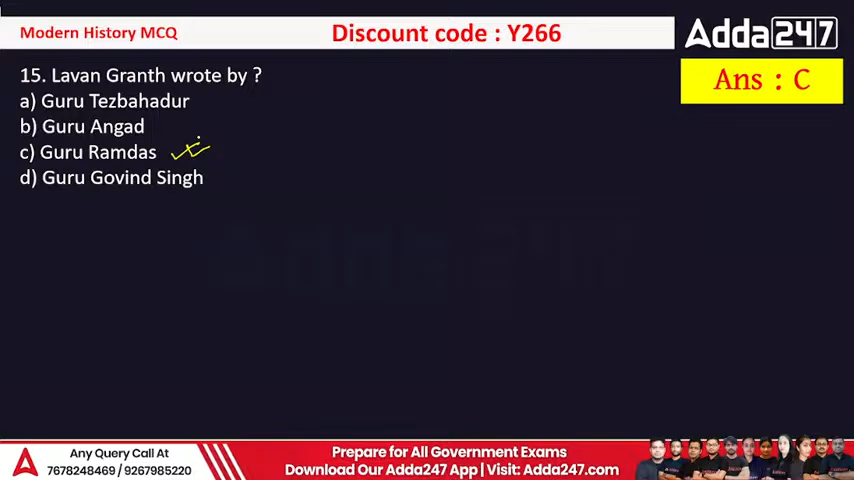 Modern History MCQ
Discount code : Y266
Adda247
Ans : C
15. Lavan Granth wrote by ?
a) Guru Tezbahadur
b) Guru Angad
c) Guru Ramdas
d) Guru Govind Singh
Any Query Call At
7678248469 / 9267985220
Prepare for All Government Exams
Download Our Adda247 App | Visit: Adda247.com